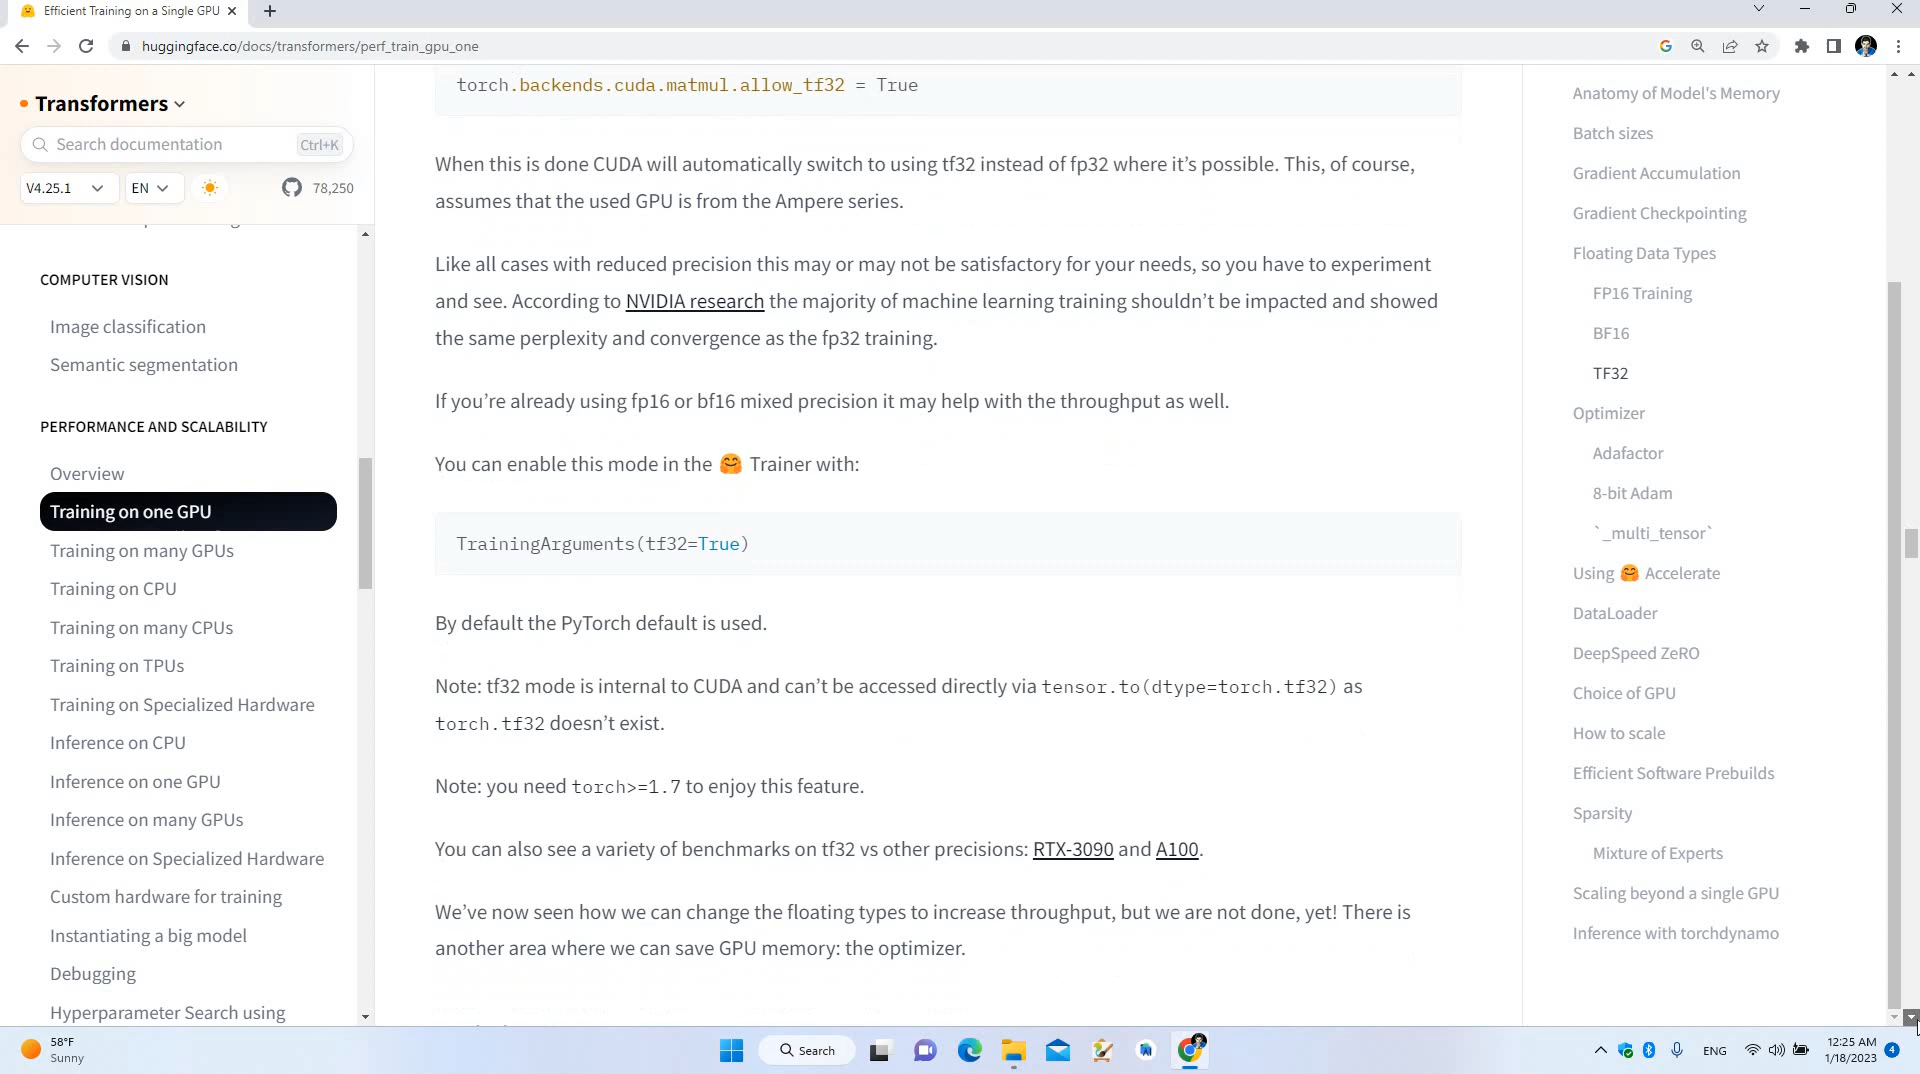 Efficient Training on a Single GPU
huggingface.co/docs/transformers/perf_train_gpu_one
Transformers
Search documentation
Ctrl+K
V4.25.1
EN
78,250
COMPUTER VISION
Image classification
Semantic segmentation
PERFORMANCE AND SCALABILITY
Overview
Training on one GPU
Training on many GPUs
Training on CPU
Training on many CPUs
Training on TPUs
Training on Specialized Hardware
Inference on CPU
Inference on one GPU
Inference on many GPUs
Inference on Specialized Hardware
Custom hardware for training
Instantiating a big model
Debugging
Hyperparameter Search using
torch.backends.cuda.matmul.allow_tf32 = True
When this is done CUDA will automatically switch to using tf32 instead of fp32 where it’s possible. This, of course,
assumes that the used GPU is from the Ampere series.
Like all cases with reduced precision this may or may not be satisfactory for your needs, so you have to experiment
and see. According to NVIDIA research the majority of machine learning training shouldn’t be impacted and showed
the same perplexity and convergence as the fp32 training.
If you’re already using fp16 or bf16 mixed precision it may help with the throughput as well.
You can enable this mode in the 🤗 Trainer with:
TrainingArguments(tf32=True)
By default the PyTorch default is used.
Note: tf32 mode is internal to CUDA and can’t be accessed directly via tensor.to(dtype=torch.tf32) as
torch.tf32 doesn’t exist.
Note: you need torch>=1.7 to enjoy this feature.
You can also see a variety of benchmarks on tf32 vs other precisions: RTX-3090 and A100.
We’ve now seen how we can change the floating types to increase throughput, but we are not done, yet! There is
another area where we can save GPU memory: the optimizer.
Anatomy of Model's Memory
Batch sizes
Gradient Accumulation
Gradient Checkpointing
Floating Data Types
FP16 Training
BF16
TF32
Optimizer
Adafactor
8-bit Adam
`_multi_tensor`
Using 🤗 Accelerate
DataLoader
DeepSpeed ZeRO
Choice of GPU
How to scale
Efficient Software Prebuilds
Sparsity
Mixture of Experts
Scaling beyond a single GPU
Inference with torchdynamo
58°F
Sunny
Search
ENG
12:25 AM
1/18/2023
4